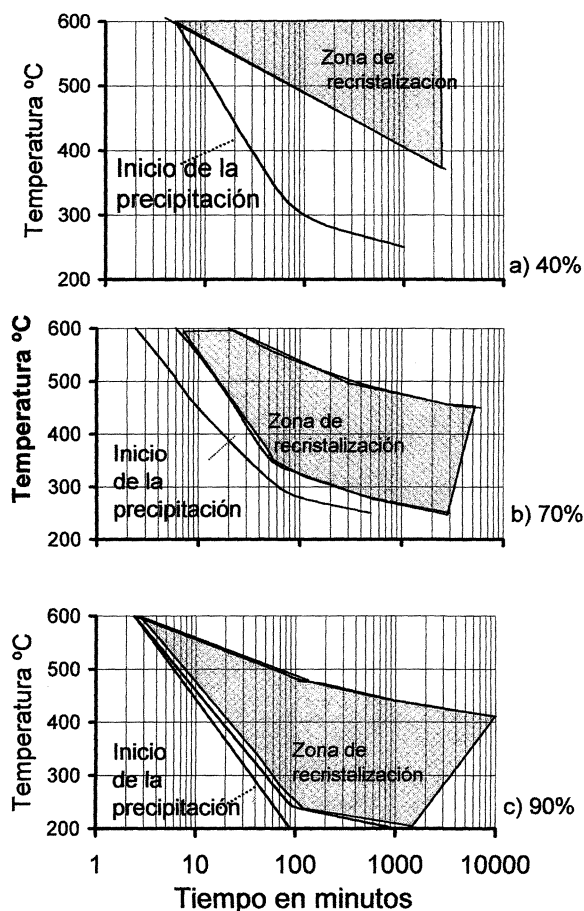 600
500
400
300
200
Temperatura ºC
Zona de
recristalización
Inicio de la
precipitación
a) 40%
600
500
400
300
200
Temperatura ºC
Zona de
recristalización
Inicio
de la
precipitación
b) 70%
600
500
400
300
200
Temperatura ºC
Zona de
recristalización
Inicio
de la
precipitación
c) 90%
1 10 100 1000 10000
Tiempo en minutos